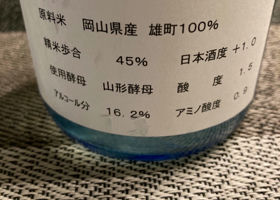 原料米 岡山県産 雄町100%
精米歩合 45% 日本酒度 +1.0
使用酵母 山形酵母 酸度 1.5
アルコール分 16.2% アミノ酸度 0.9